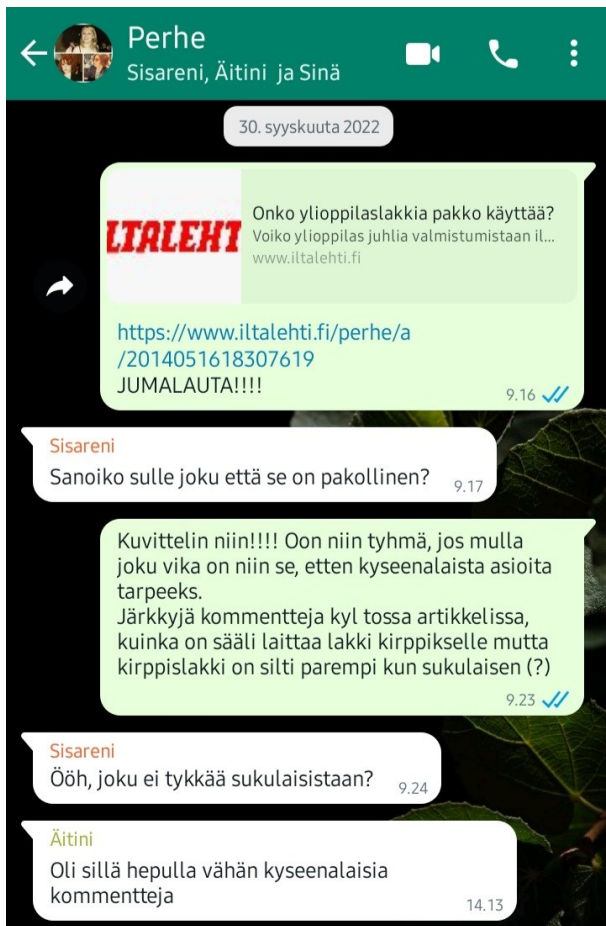 Perhe
Sisareni, Äitini ja Sinä
30. syyskuuta 2022
ILTALEHT
Onko ylioppilaslakkia pakko käyttää?
Voiko ylioppilas juhlia valmistumistaan il...
www.iltalehti.fi
https://www.iltalehti.fi/perhe/a
/2014051618307619
JUMALAUTA!!!!
9.16
Sisareni
Sanoiko sulle joku että se on pakollinen?
9.17
Kuvittelin niin!!!! Oon niin tyhmä, jos mulla
joku vika on niin se, etten kyseenalaista asioita
tarpeeks.
Järkkyjä kommentteja kyl tossa artikkelissa,
kuinka on sääli laittaa lakki kirppikselle mutta
kirppislakki on silti parempi kun sukulaisen (?)
9.23
Sisareni
Ööh, joku ei tykkää sukulaisistaan?
9.24
Äitini
Oli sillä hepulla vähän kyseenalaisia
kommentteja
14.13